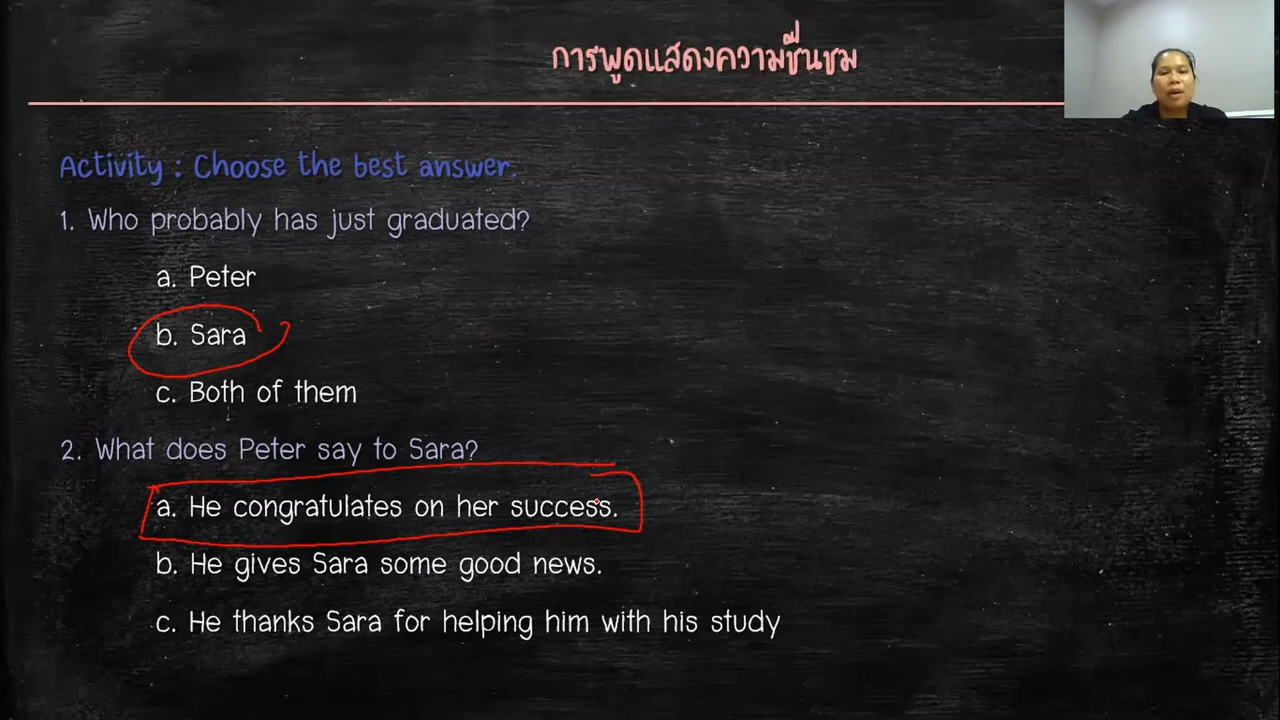 การพูดแสดงความชื่นชม
Activity : Choose the best answer.
1. Who probably has just graduated?
a. Peter
b. Sara
c. Both of them
2. What does Peter say to Sara?
a. He congratulates on her success.
b. He gives Sara some good news.
c. He thanks Sara for helping him with his study